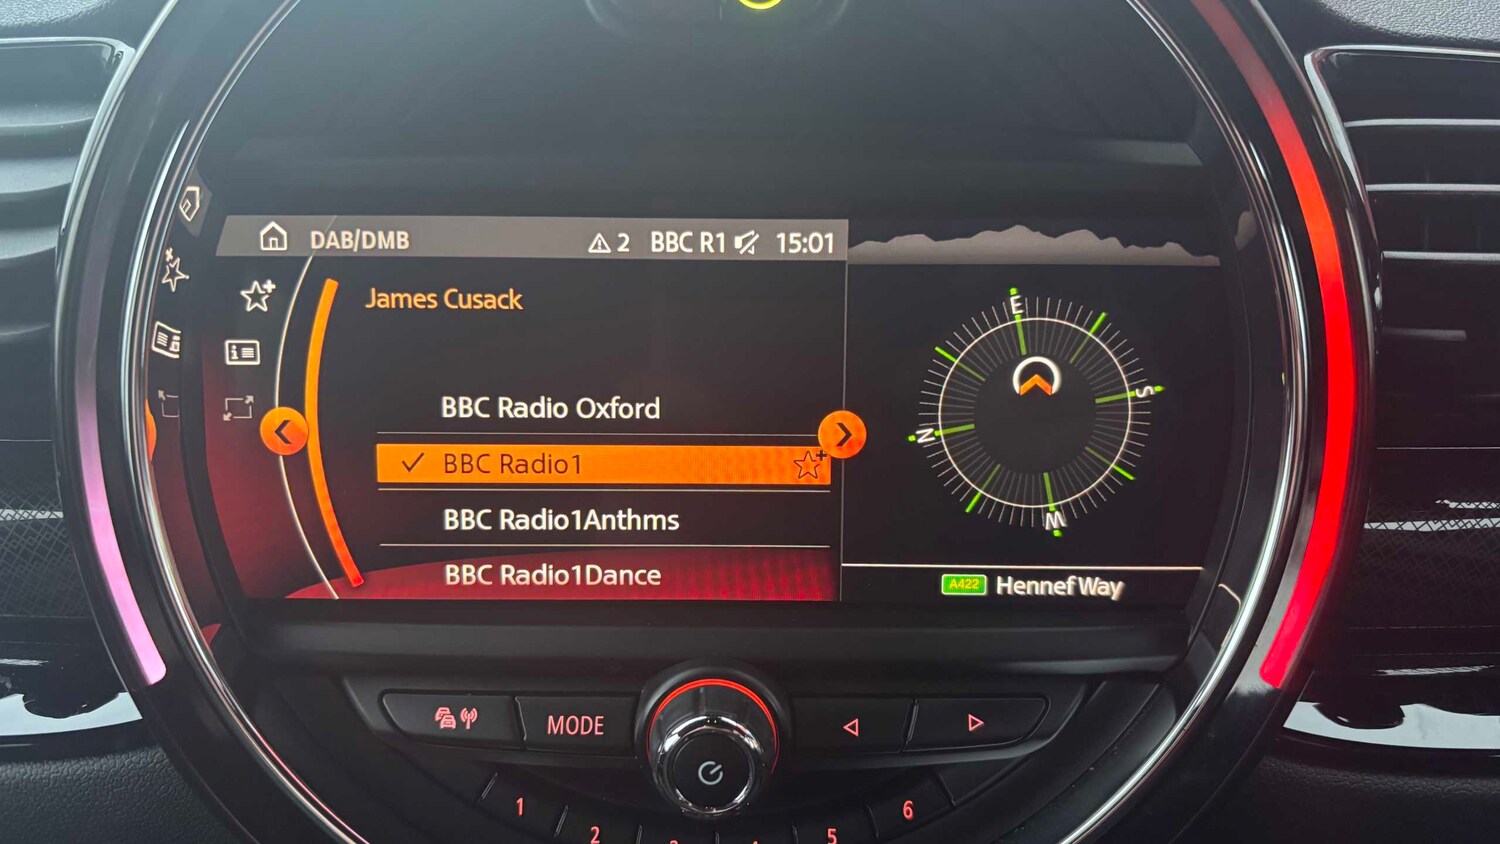 DAB/DMB 2 BBC R1 15:01
James Cusack
BBC Radio Oxford
BBC Radio1
BBC Radio1Anthms
BBC Radio1Dance
E
S
N
W
A422 Hennef Way
MODE
1
2
5
6